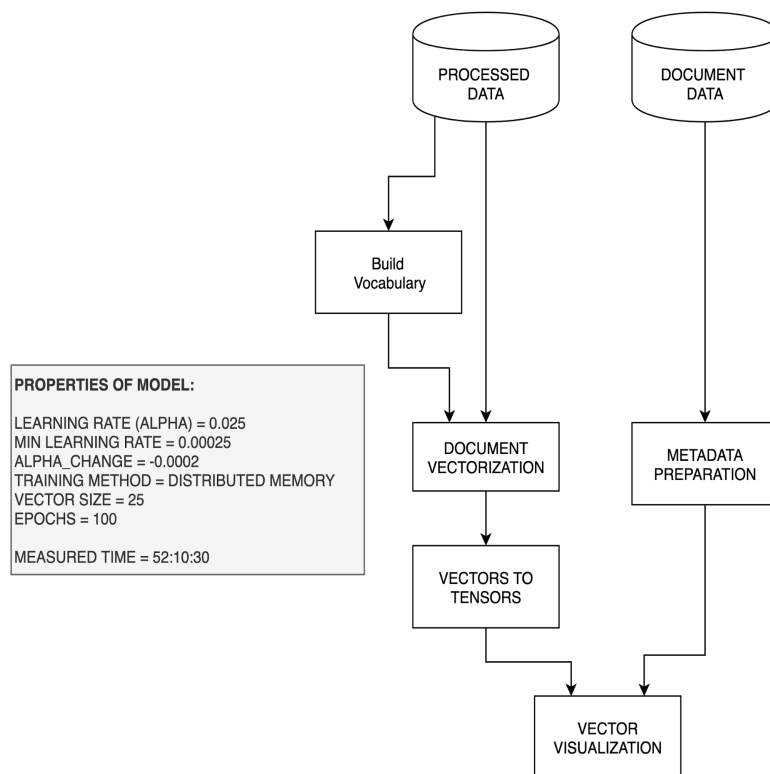 PROCESSED
DATA
DOCUMENT
DATA
Build
Vocabulary
PROPERTIES OF MODEL:
LEARNING RATE (ALPHA) = 0.025
MIN LEARNING RATE = 0.00025
ALPHA_CHANGE = -0.0002
TRAINING METHOD = DISTRIBUTED MEMORY
VECTOR SIZE = 25
EPOCHS = 100
MEASURED TIME = 52:10:30
DOCUMENT
VECTORIZATION
METADATA
PREPARATION
VECTORS TO
TENSORS
VECTOR
VISUALIZATION